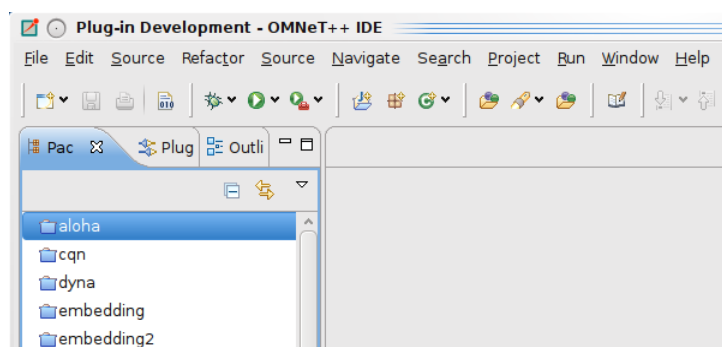 Plug-in Development - OMNeT++ IDE
File Edit Source Refactor Source Navigate Search Project Run Window Help
Pac Plug Outli
aloha
cqn
dyna
embedding
embedding2